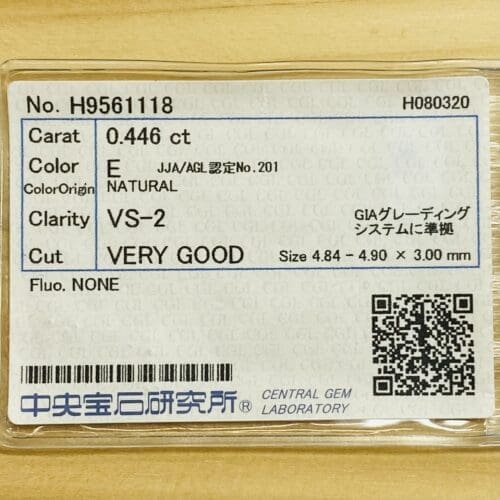 No. H9561118 H080320
Carat 0.446 ct
Color E JJA/AGL認定No.201
ColorOrigin NATURAL
Clarity VS-2 GIAグレーディング
システムに準拠
Cut VERY GOOD Size 4.84 - 4.90 × 3.00 mm
Fluo. NONE
中央宝石研究所® CENTRAL GEM
LABORATORY